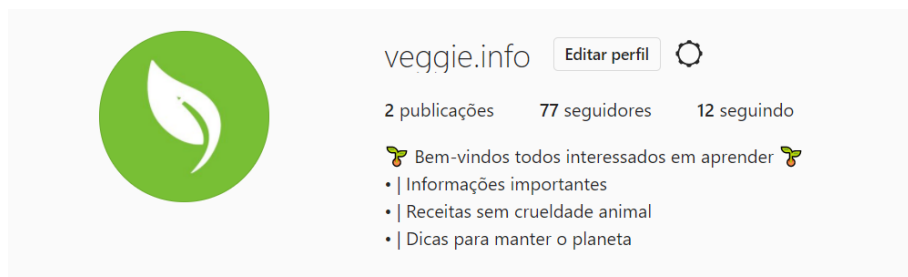 veggie.info Editar perfil
2 publicações 77 seguidores 12 seguindo
🌱 Bem-vindos todos interessados em aprender 🌱
• | Informações importantes
• | Receitas sem crueldade animal
• | Dicas para manter o planeta